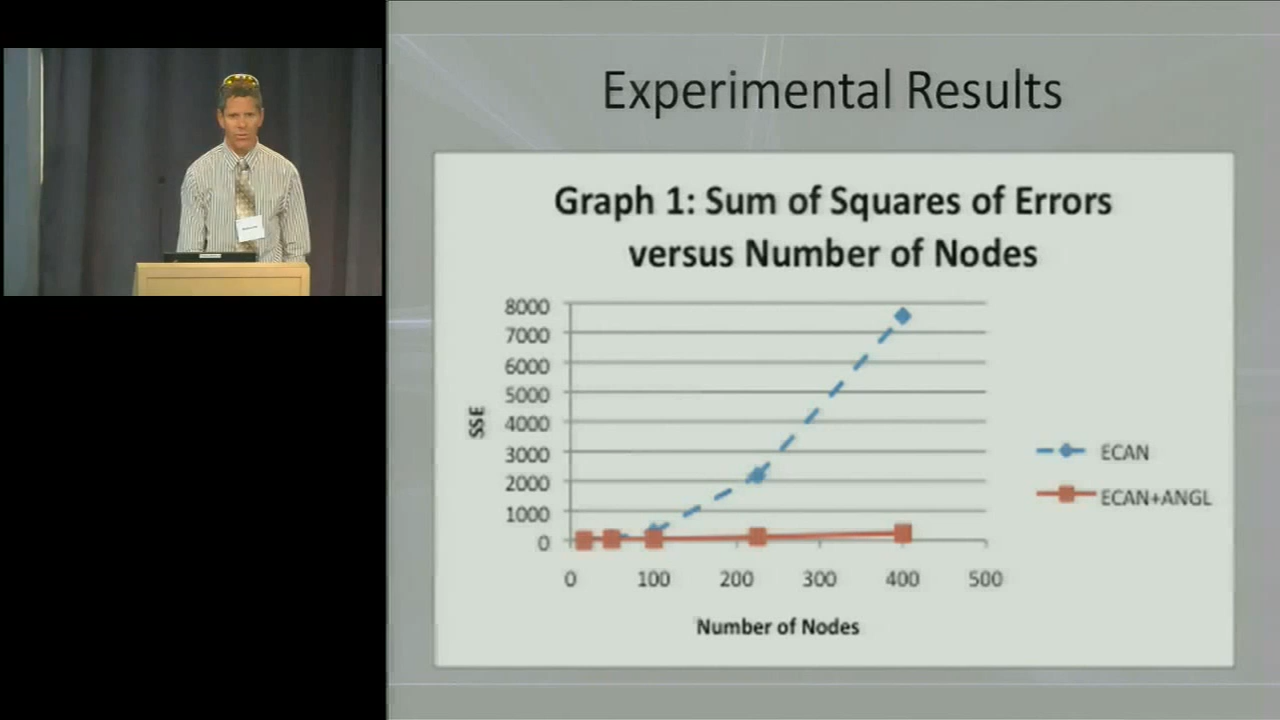 Experimental Results
Graph 1: Sum of Squares of Errors
versus Number of Nodes
8000
7000
6000
5000
4000
3000
2000
1000
0
SSE
0 100 200 300 400 500
Number of Nodes
ECAN
ECAN+ANGL